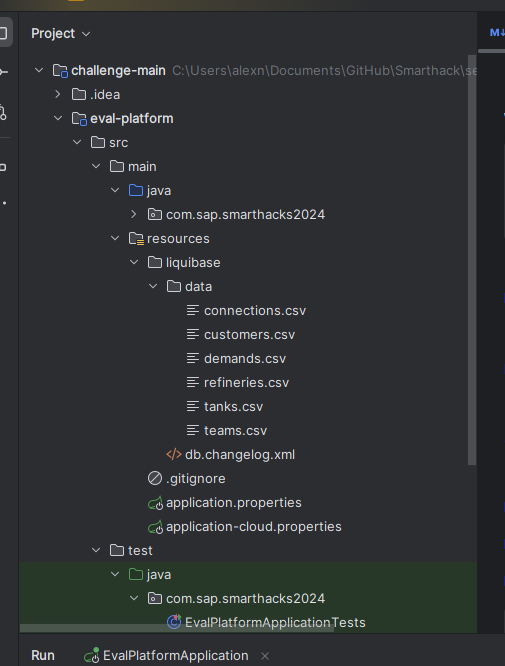 Project
M↓
challenge-main C:\Users\alexn\Documents\GitHub\Smarthack\se
.idea
eval-platform
src
main
java
com.sap.smarthacks2024
resources
liquibase
data
connections.csv
customers.csv
demands.csv
refineries.csv
tanks.csv
teams.csv
</> db.changelog.xml
.gitignore
application.properties
application-cloud.properties
test
java
com.sap.smarthacks2024
EvalPlatformApplicationTests
Run EvalPlatformApplication